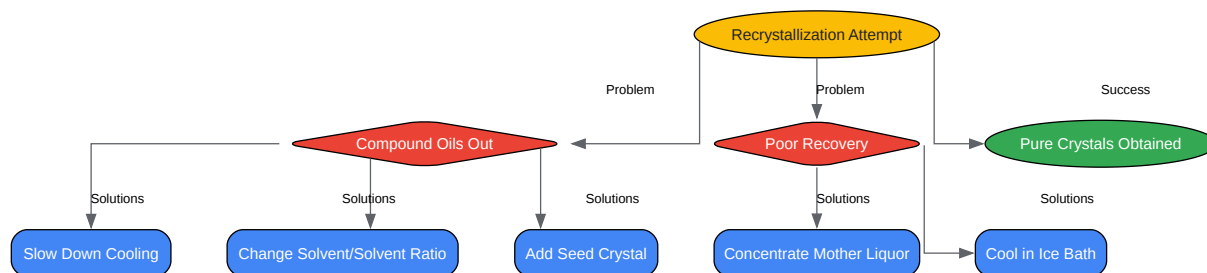 Recrystallization Attempt
Problem
Problem
Success
Compound Oils Out
Poor Recovery
Pure Crystals Obtained
Solutions
Solutions
Solutions
Solutions
Solutions
Slow Down Cooling
Change Solvent/Solvent Ratio
Add Seed Crystal
Concentrate Mother Liquor
Cool in Ice Bath